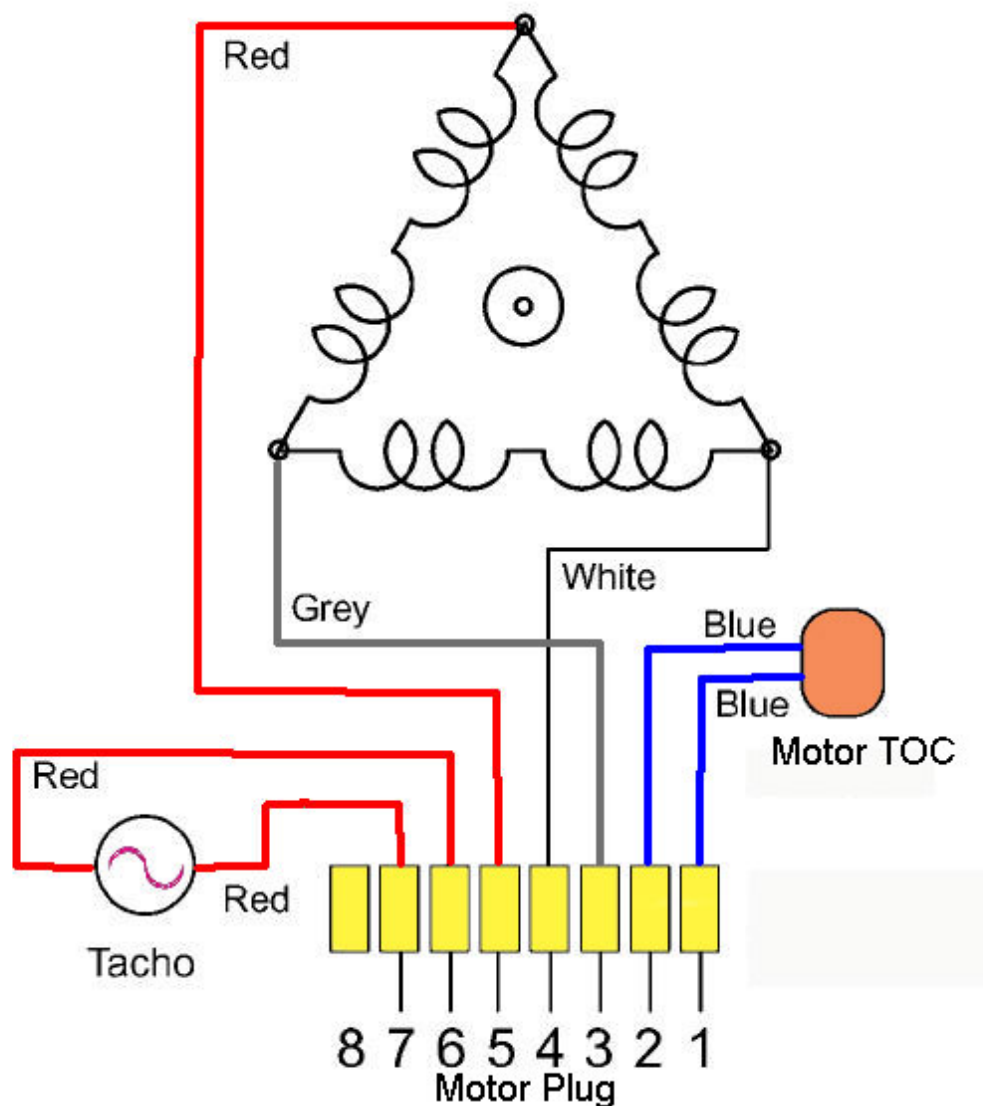 Red
White
Grey
Blue
Blue
Motor TOC
Red
Red
Tacho
8 7 6 5 4 3 2 1
Motor Plug